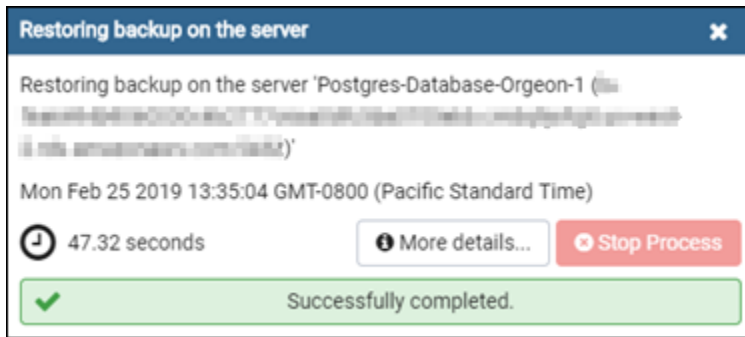 Restoring backup on the server
Restoring backup on the server 'Postgres-Database-Orgeon-1 (
)'
Mon Feb 25 2019 13:35:04 GMT-0800 (Pacific Standard Time)
47.32 seconds
More details...
Stop Process
Successfully completed.